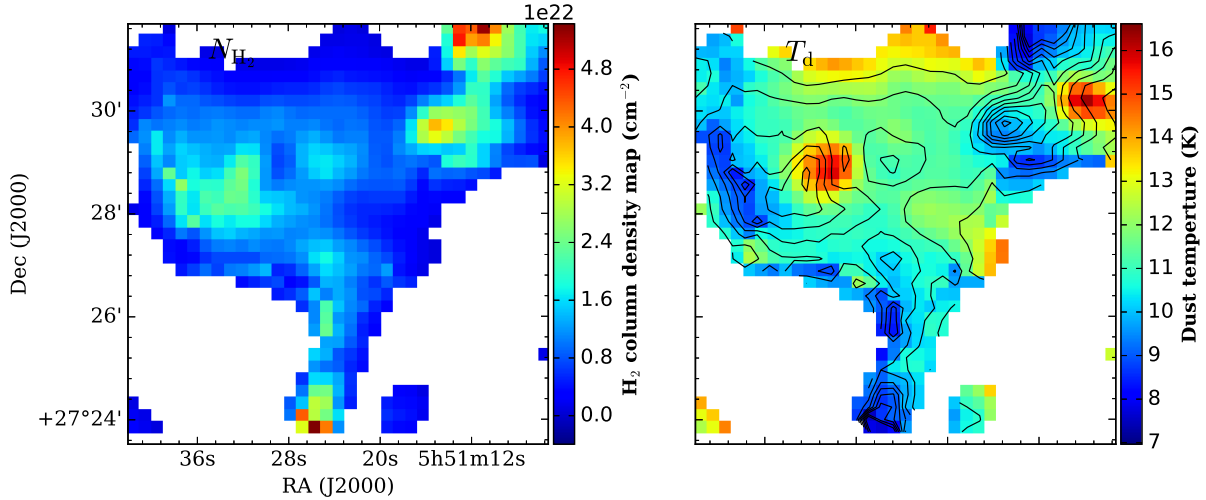 1e22
N_H₂
T_d
30'
28'
26'
+27°24'
Dec (J2000)
36s 28s 20s 5h51m12s
RA (J2000)
4.8
4.0
3.2
2.4
1.6
0.8
0.0
H₂ column density map (cm⁻²)
16
15
14
13
12
11
10
9
8
7
Dust temperture (K)